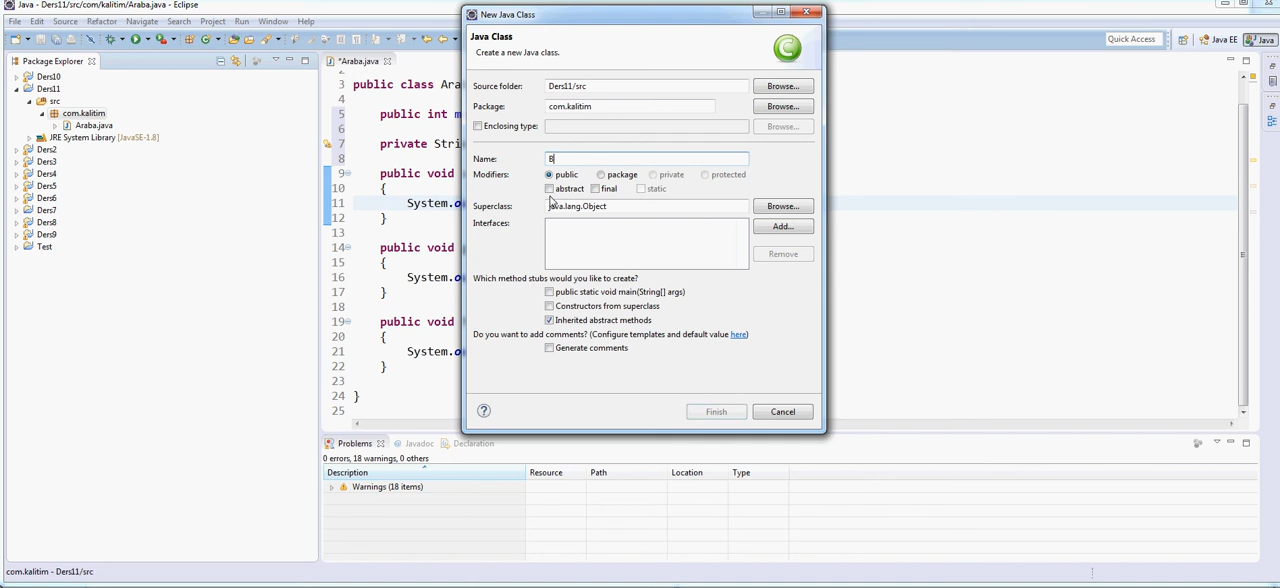 Java - Ders11/src/com/kalitim/Araba.java - Eclipse
File Edit Source Refactor Navigate Search Project Run Window Help
Quick Access Java EE Java
Package Explorer
Ders10
Ders11
src
com.kalitim
Araba.java
JRE System Library [JavaSE-1.8]
Ders2
Ders3
Ders4
Ders5
Ders6
Ders7
Ders8
Ders9
Test
*Araba.java
2
3 public class Ara
4
5 public int m
6
7 private Stri
8
9 public void
10 {
11 System.o
12 }
13
14 public void
15 {
16 System.o
17 }
18
19 public void
20 {
21 System.o
22 }
23
24 }
25
New Java Class
Java Class
Create a new Java class.
Source folder: Ders11/src Browse...
Package: com.kalitim Browse...
Enclosing type: Browse...
Name: B
Modifiers: public package private protected
abstract final static
Superclass: java.lang.Object Browse...
Interfaces: Add...
Remove
Which method stubs would you like to create?
public static void main(String[] args)
Constructors from superclass
Inherited abstract methods
Do you want to add comments? (Configure templates and default value here)
Generate comments
Finish Cancel
Problems Javadoc Declaration
0 errors, 18 warnings, 0 others
Description Resource Path Location Type
Warnings (18 items)
com.kalitim - Ders11/src